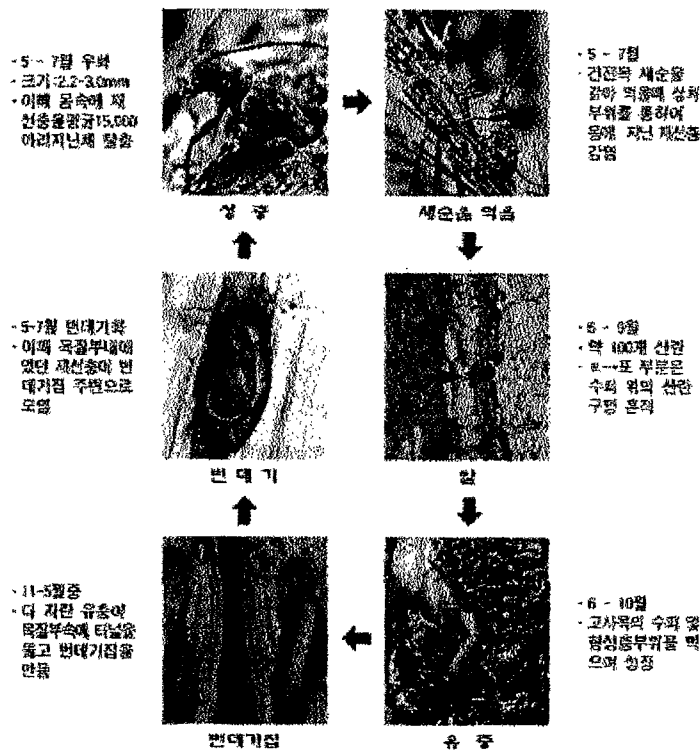 · 5 - 7월 우화
· 크기:2.2-3.0mm
· 이때 몸속에 재
선충을평균15,000
마리지닌채 탈출
성 충
· 5 - 7월
· 건전목 새순을
갉아 먹을때 상처
부위를 통하여
몸에 지닌 재선충
감염
새순을 먹음
· 5-7월 번데기화
· 이때 목질부내에
있던 재선충이 번
데기집 주변으로
모임
번 데 기
· 6 - 9월
· 약 100개 산란
부분은
수피 위의 산란
구멍 흔적
알
· 11-5월중
· 다 자란 유충이
목질부속에 터널을
뚫고 번데기집을
만듦
번데기집
· 6 - 10월
· 고사목의 수피 및
형성층부위를 먹
으며 성장
유 충